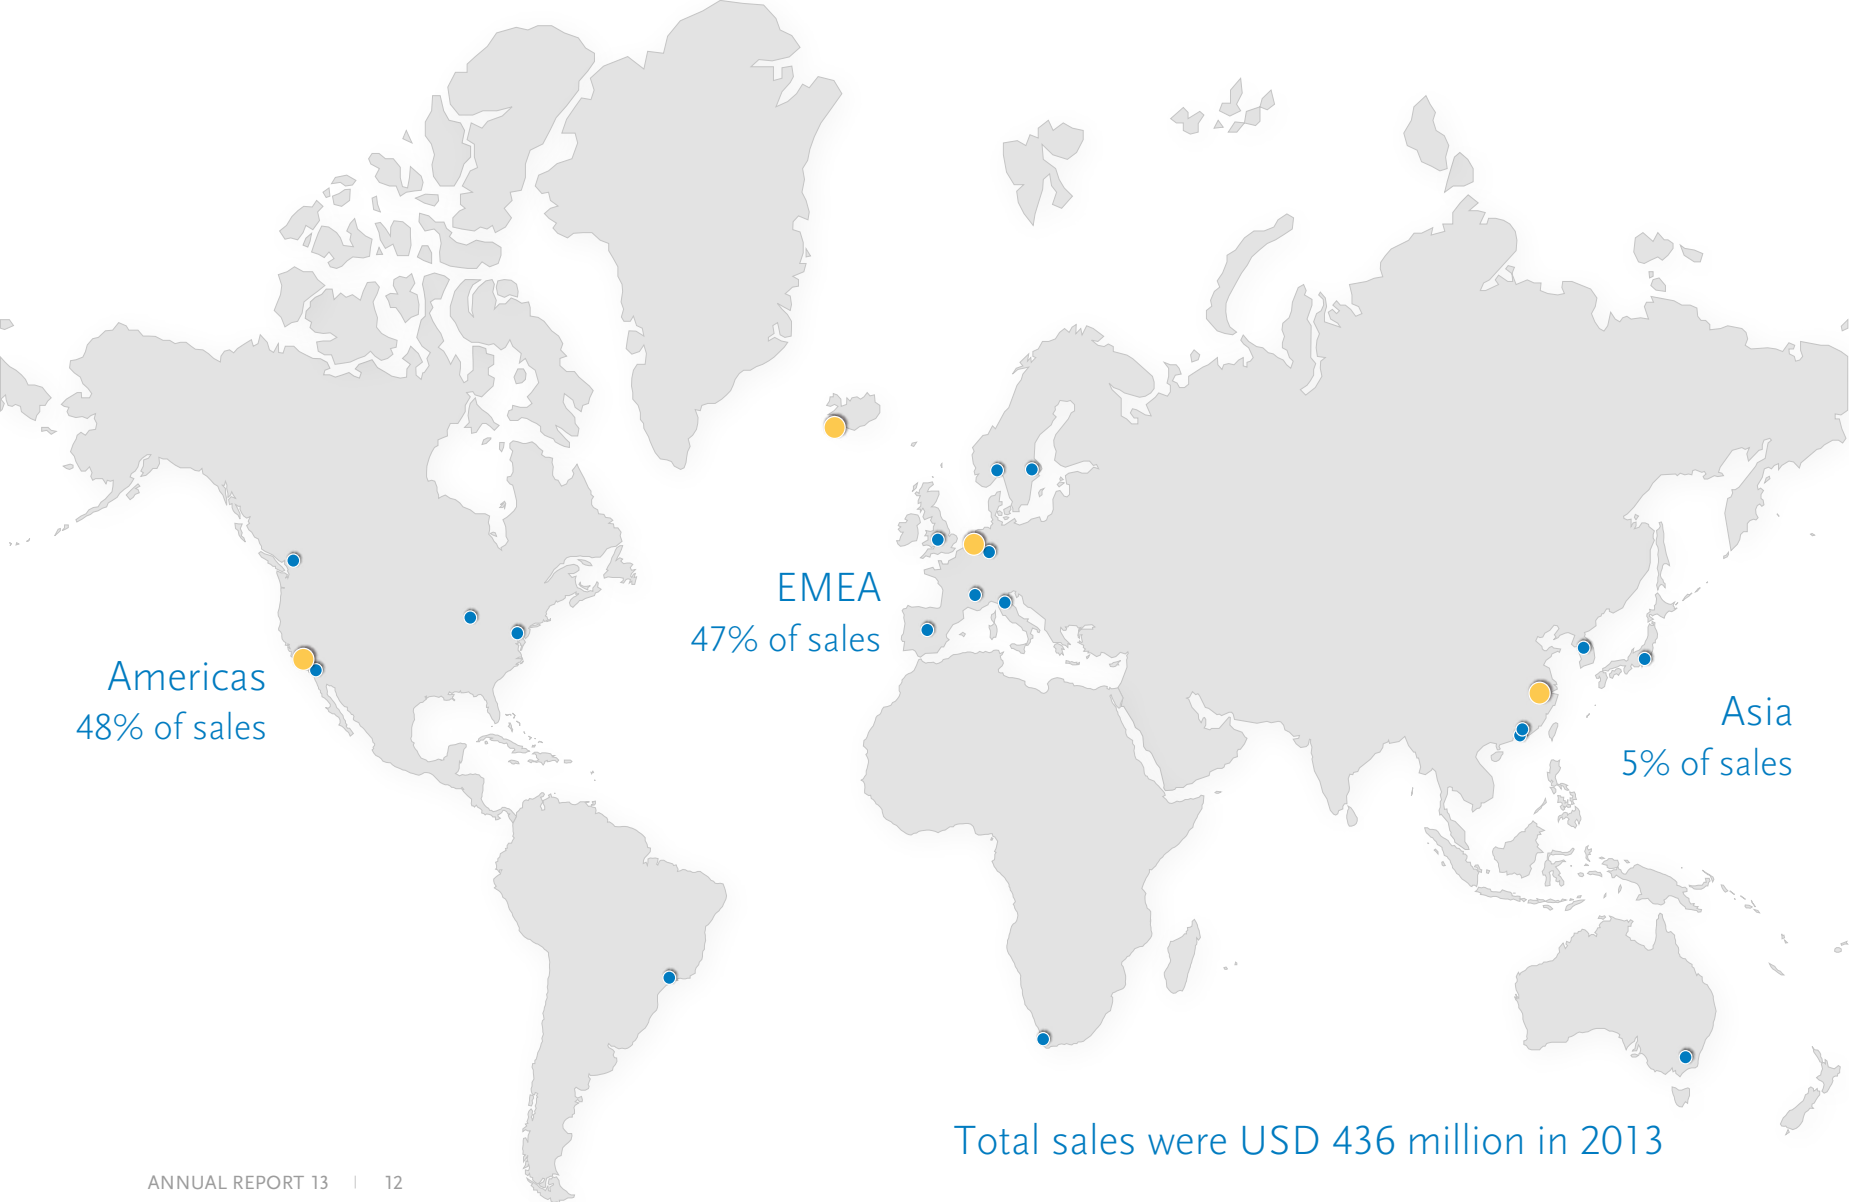 EMEA
47% of sales
Americas
48% of sales
Asia
5% of sales
Total sales were USD 436 million in 2013
ANNUAL REPORT 13 | 12